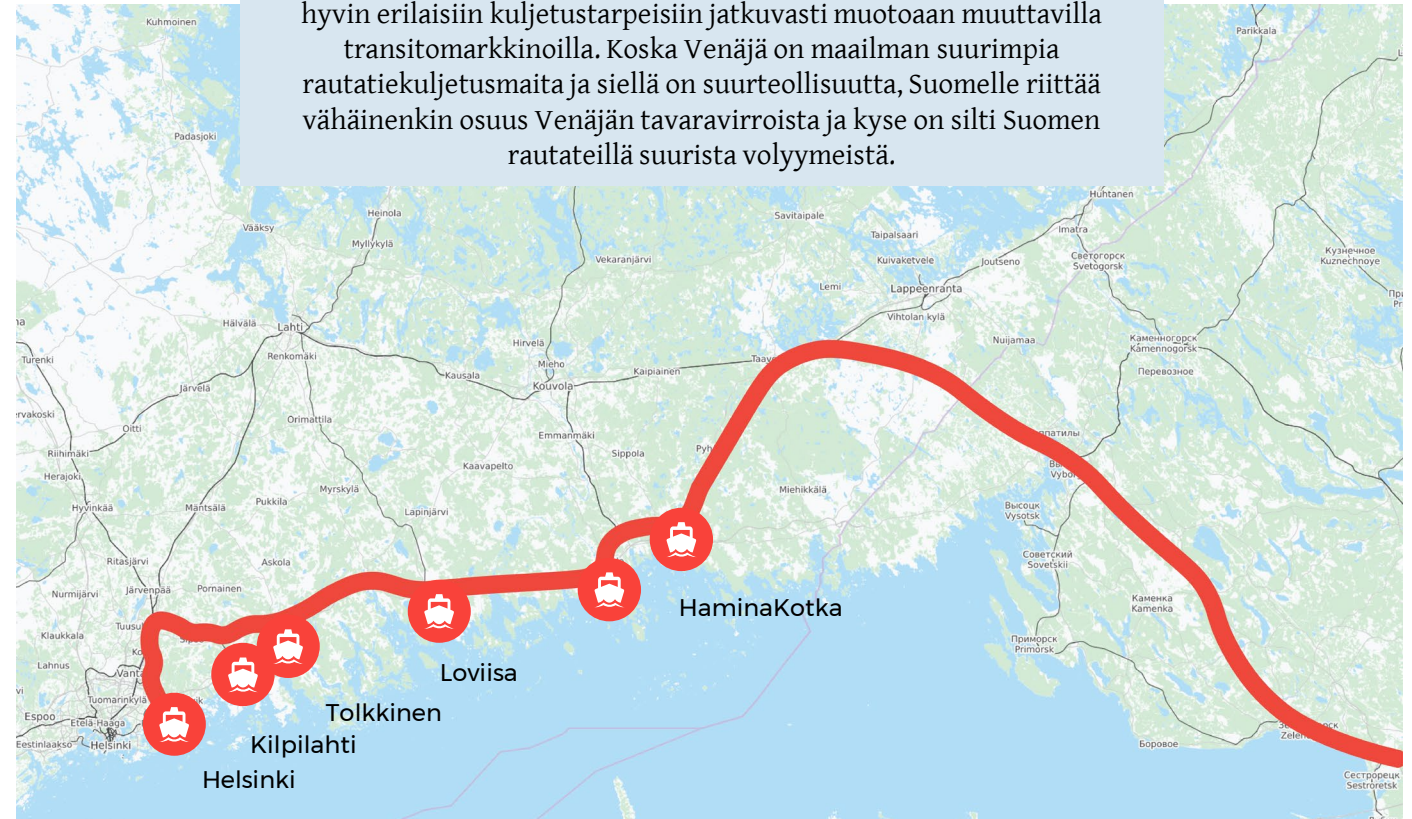 hyvin erilaisiin kuljetustarpeisiin jatkuvasti muotoaan muuttavilla
transitomarkkinoilla. Koska Venäjä on maailman suurimpia
rautatiekuljetusmaita ja siellä on suurteollisuutta, Suomelle riittää
vähäinenkin osuus Venäjän tavaravirroista ja kyse on silti Suomen
rautateillä suurista volyymeistä.
Kuhmoinen
Parikkala
Padasjoki
Huhtanen
Heinola
Savitaipale
Vääksy
Imatra
Myllykylä
Taipalsaari
Кузнечное
Kuznechnoye
Vekaranjärvi
Kuivaketvele
Joutseno
Светогорск
Svetogorsk
Lemi
Lappeenranta
Vihtolan kylä
Hälvälä
Lahti
Hirvelä
Nuijamaa
Каменногорск
Kamennogorsk
Turenki
Renkomäki
Mieho
Kaipiainen
Перевозное
Kausala
Kouvola
Järvelä
Orimattila
Oitti
Emmanmäki
Riihimäki
Sippola
Herajoki
Kaavapelto
Myrskylä
Miehikkälä
Hyvinkää
Mäntsälä
Pukkila
Lapinjärvi
Высоцк
Vysotsk
Ritasjärvi
Askola
Советский
Sovetskii
Nurmijärvi
Järvenpää
Pornainen
Каменка
Kamenka
HaminaKotka
Klaukkala
Приморск
Primorsk
Lahnus
Loviisa
Tuomarinkylä
Tolkkinen
Espoo
Etelä-Haaga
Kilpilahti
Боровое
Helsinki
Helsinki
Сестрорецк
Sestroretsk